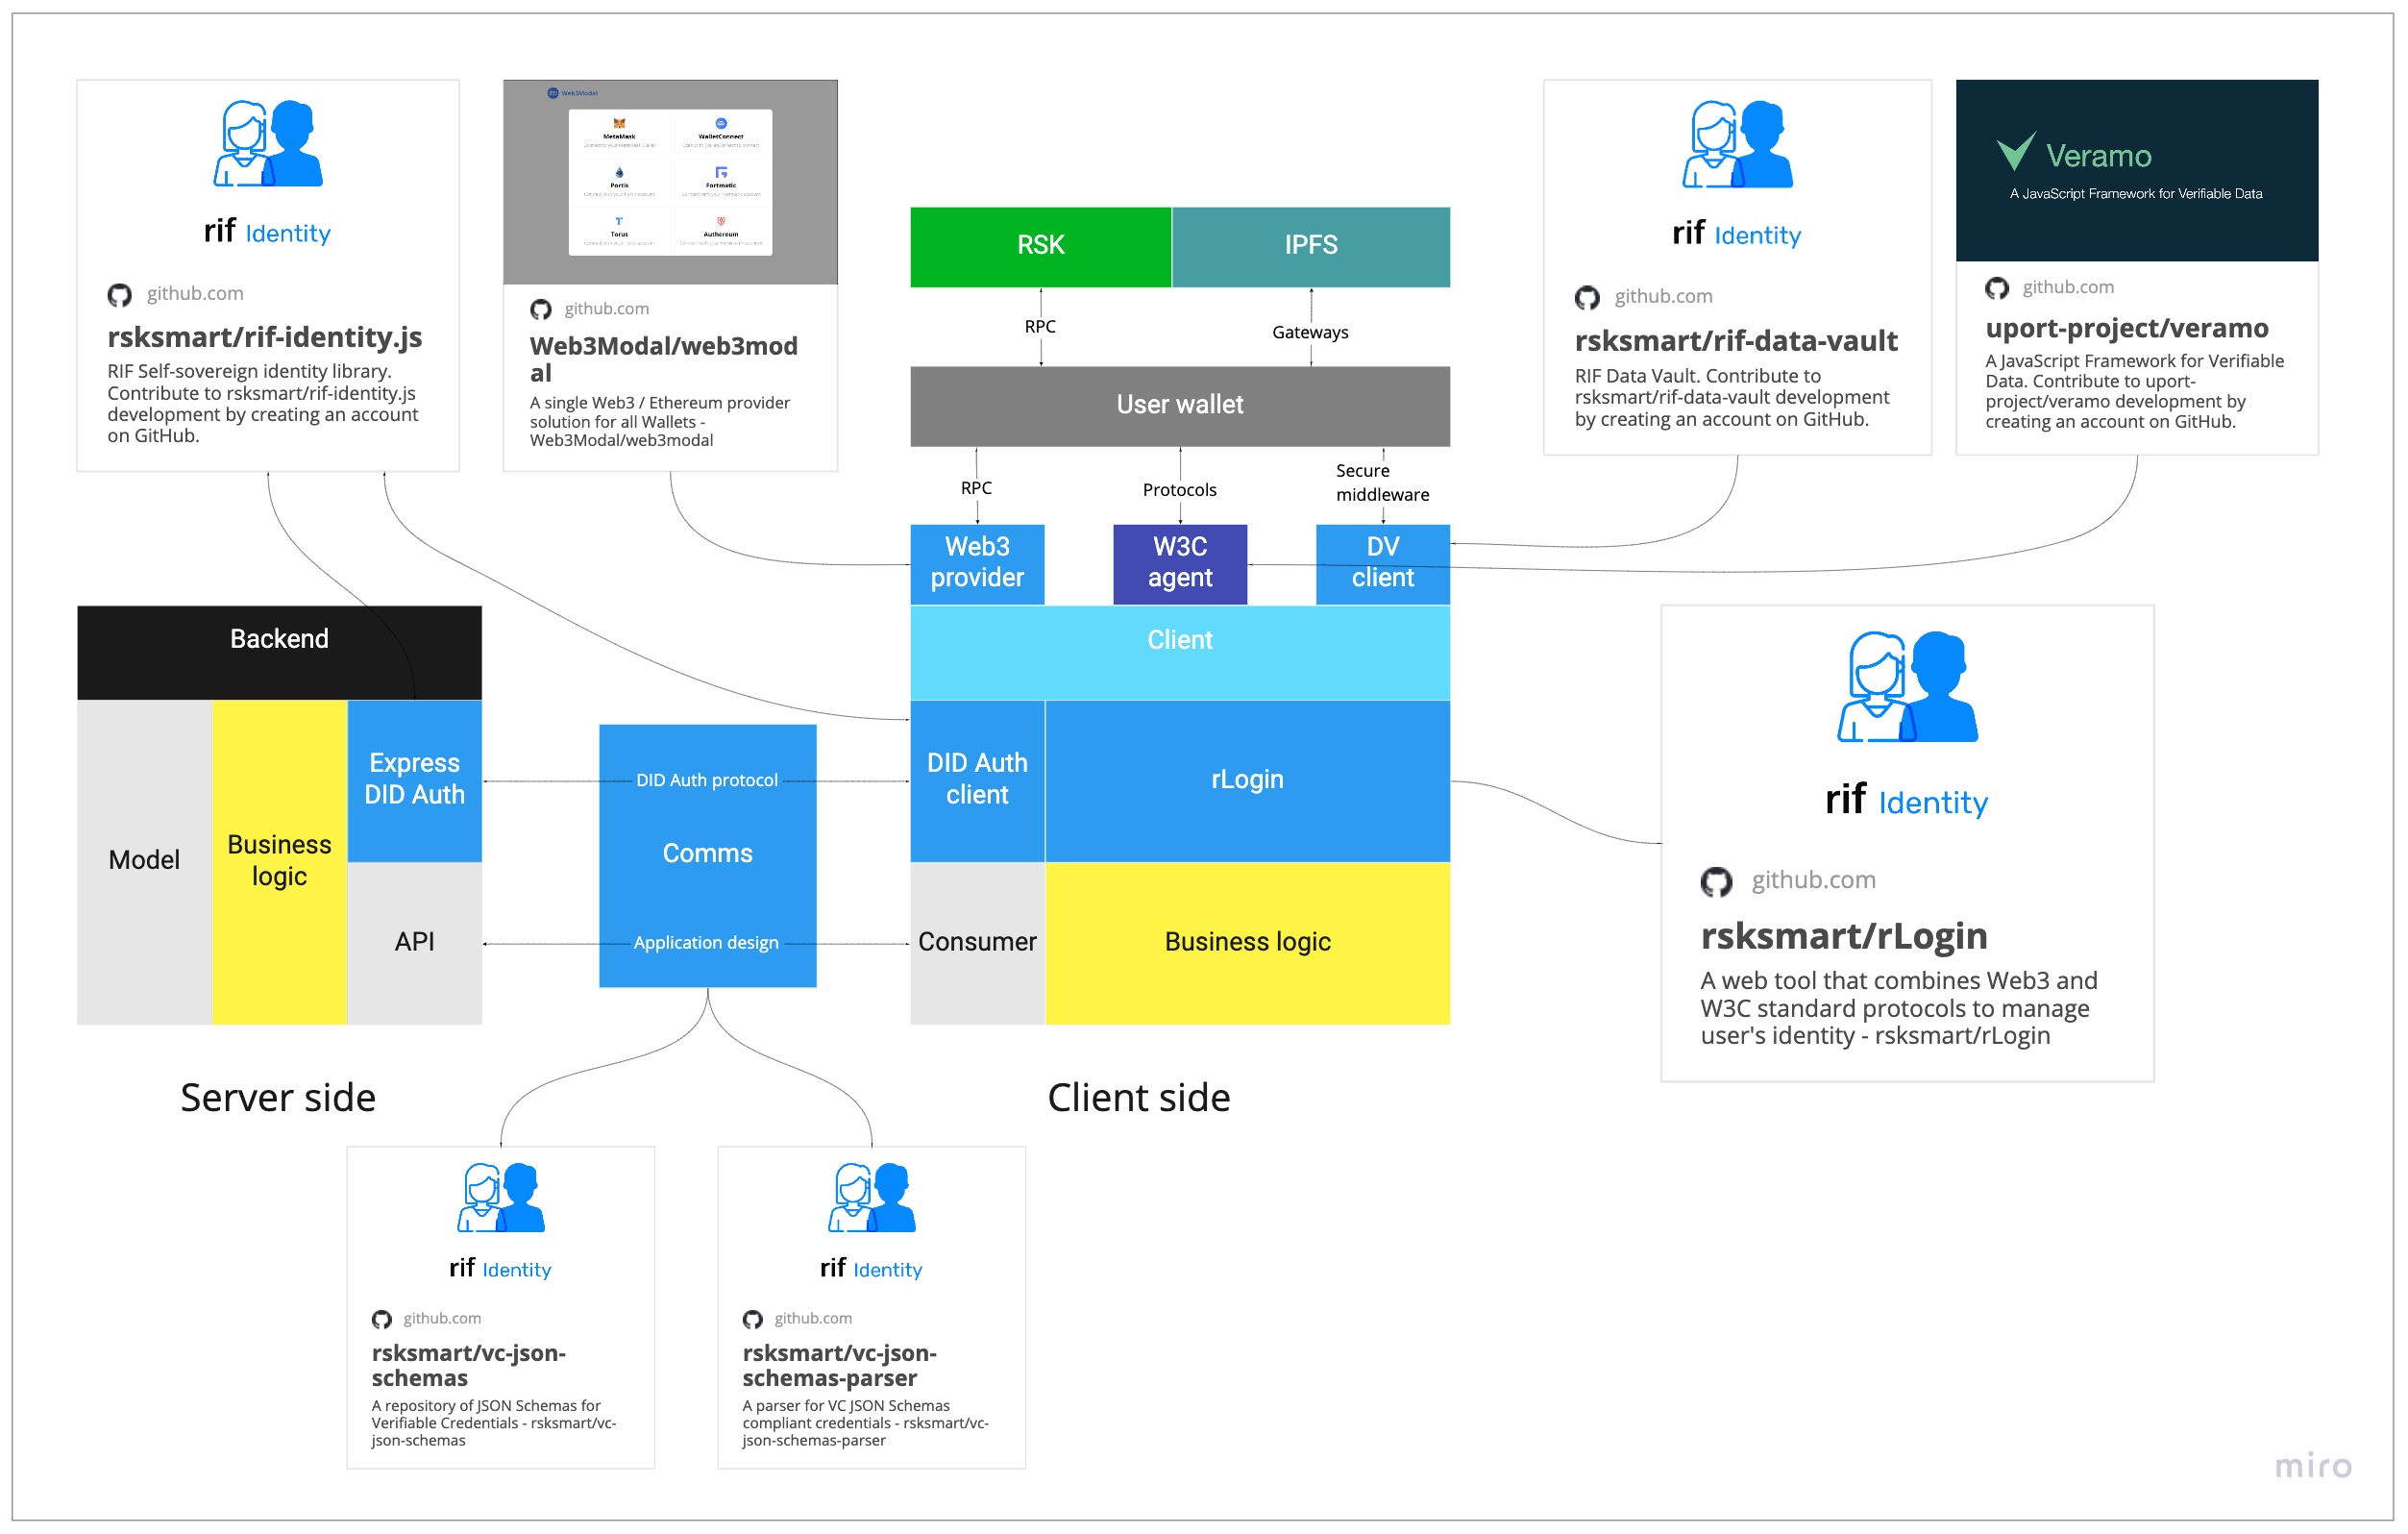 rif Identity
github.com
rsksmart/rif-identity.js
RIF Self-sovereign identity library.
Contribute to rsksmart/rif-identity.js
development by creating an account
on GitHub.
Web3Modal
MetaMask
WalletConnect
Portis
Fortmatic
Torus
Authereum
github.com
Web3Modal/web3mod
al
A single Web3 / Ethereum provider
solution for all Wallets -
Web3Modal/web3modal
RSK
IPFS
RPC
Gateways
User wallet
RPC
Protocols
Secure
middleware
Web3
provider
W3C
agent
DV
client
rif Identity
github.com
rsksmart/rif-data-vault
RIF Data Vault. Contribute to
rsksmart/rif-data-vault development
by creating an account on GitHub.
Veramo
A JavaScript Framework for Verifiable Data
github.com
uport-project/veramo
A JavaScript Framework for Verifiable
Data. Contribute to uport-
project/veramo development by
creating an account on GitHub.
Backend
Model
Business
logic
Express
DID Auth
API
DID Auth protocol
Comms
Application design
Client
DID Auth
client
rLogin
Consumer
Business logic
rif Identity
github.com
rsksmart/rLogin
A web tool that combines Web3 and
W3C standard protocols to manage
user's identity - rsksmart/rLogin
Server side
Client side
rif Identity
github.com
rsksmart/vc-json-
schemas
A repository of JSON Schemas for
Verifiable Credentials - rsksmart/vc-
json-schemas
rif Identity
github.com
rsksmart/vc-json-
schemas-parser
A parser for VC JSON Schemas
compliant credentials - rsksmart/vc-
json-schemas-parser
miro